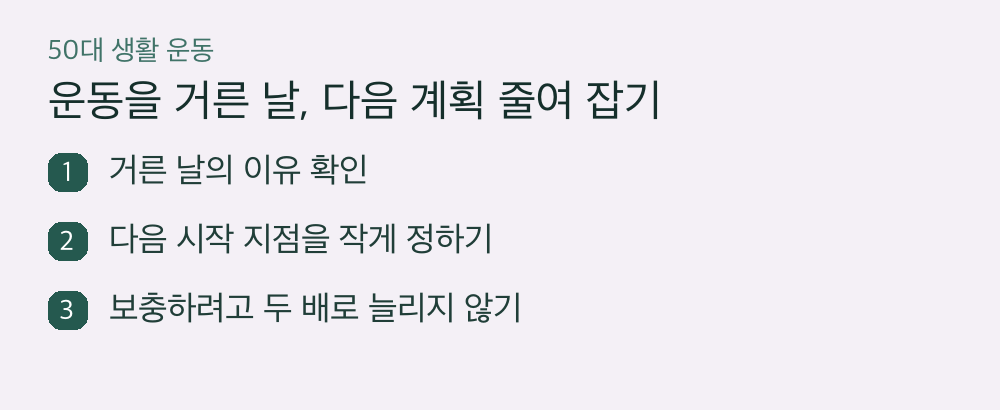 50대 생활 운동
운동을 거른 날, 다음 계획 줄여 잡기
1 거른 날의 이유 확인
2 다음 시작 지점을 작게 정하기
3 보충하려고 두 배로 늘리지 않기